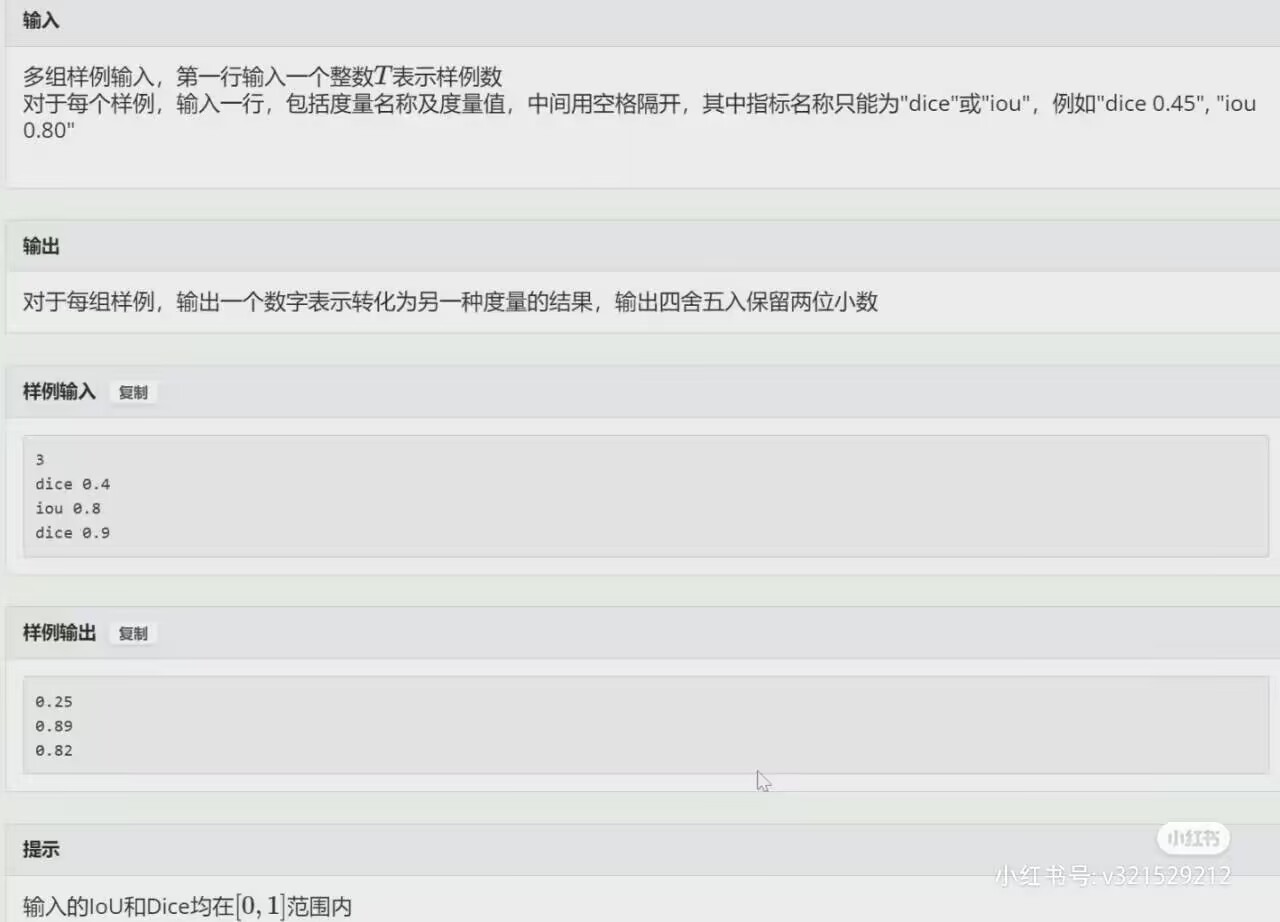 输入
多组样例输入，第一行输入一个整数T表示样例数
对于每个样例，输入一行，包括度量名称及度量值，中间用空格隔开，其中指标名称只能为"dice"或"iou"，例如"dice 0.45", "iou
0.80"
输出
对于每组样例，输出一个数字表示转化为另一种度量的结果，输出四舍五入保留两位小数
样例输入 复制
3
dice 0.4
iou 0.8
dice 0.9
样例输出 复制
0.25
0.89
0.82
提示
小红书
小红书号: v321529212
输入的IoU和Dice均在[0, 1]范围内